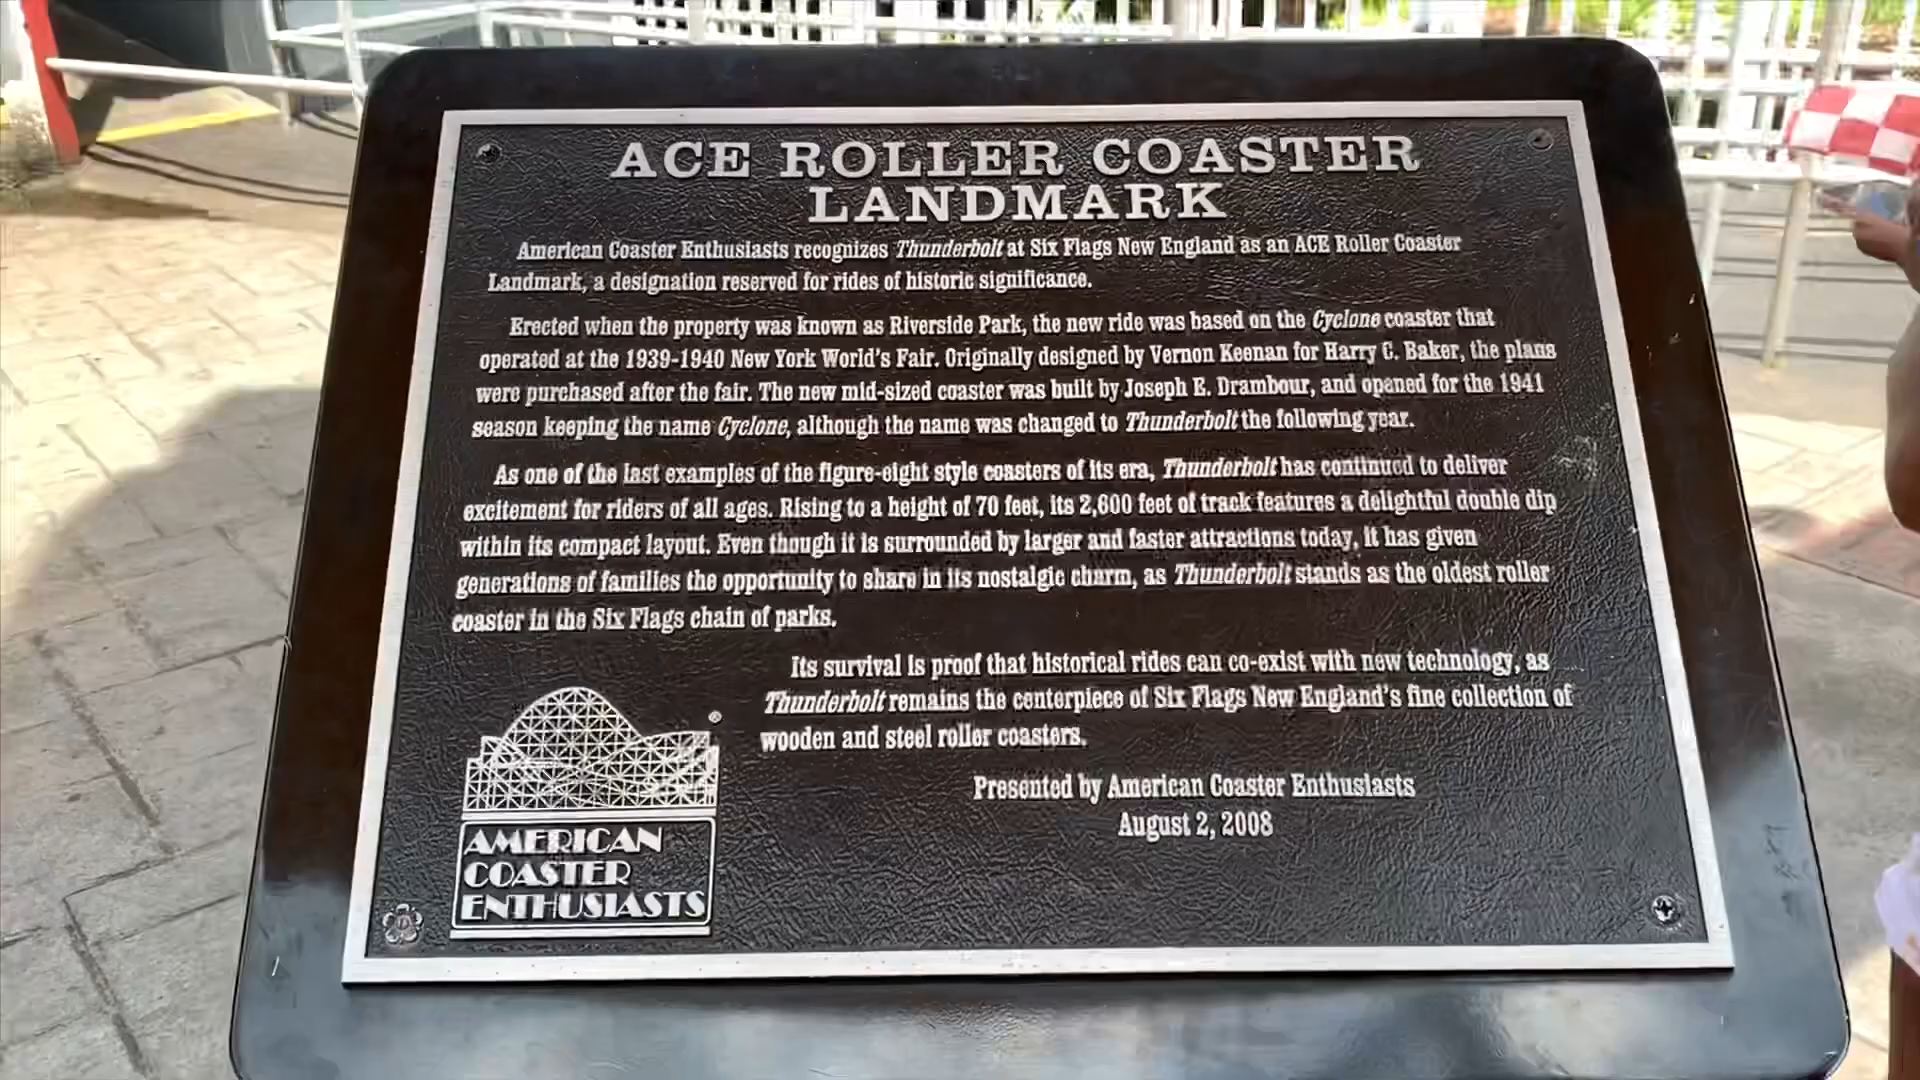 ACE ROLLER COASTER
LANDMARK
American Coaster Enthusiasts recognizes Thunderbolt at Six Flags New England as an ACE Roller Coaster
Landmark, a designation reserved for rides of historic significance.
Erected when the property was known as Riverside Park, the new ride was based on the Cyclone coaster that
operated at the 1939-1940 New York World's Fair. Originally designed by Vernon Keenan for Harry C. Baker, the plans
were purchased after the fair. The new mid-sized coaster was built by Joseph E. Drambour, and opened for the 1941
season keeping the name Cyclone, although the name was changed to Thunderbolt the following year.
As one of the last examples of the figure-eight style coasters of its era, Thunderbolt has continued to deliver
excitement for riders of all ages. Rising to a height of 70 feet, its 2,600 feet of track features a delightful double dip
within its compact layout. Even though it is surrounded by larger and faster attractions today, it has given
generations of families the opportunity to share in its nostalgic charm, as Thunderbolt stands as the oldest roller
coaster in the Six Flags chain of parks.
Its survival is proof that historical rides can co-exist with new technology, as
Thunderbolt remains the centerpiece of Six Flags New England's fine collection of
wooden and steel roller coasters.
Presented by American Coaster Enthusiasts
August 2, 2008
®
AMERICAN
COASTER
ENTHUSIASTS